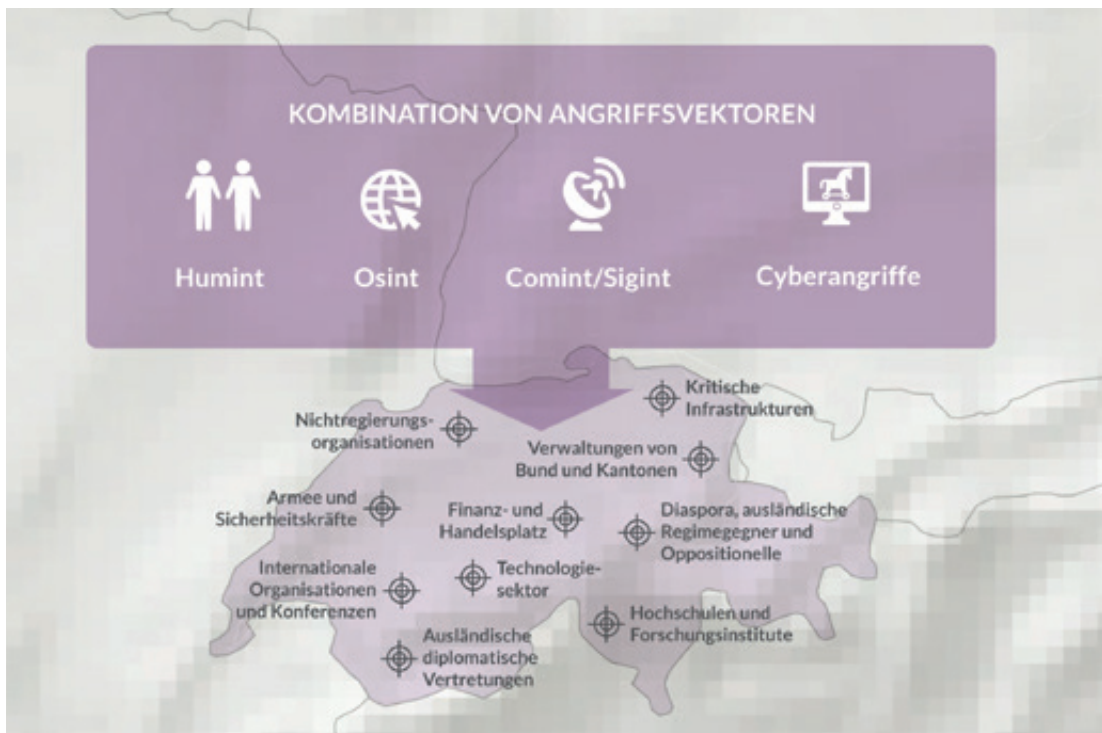 KOMBINATION VON ANGRIFFSVEKTOREN
Humint
Osint
Comint/Sigint
Cyberangriffe
Kritische
Infrastrukturen
Nichtregierungs-
organisationen
Verwaltungen von
Bund und Kantonen
Armee und
Sicherheitskräfte
Finanz- und
Handelsplatz
Diaspora, ausländische
Regimegegner und
Oppositionelle
Internationale
Organisationen
und Konferenzen
Technologie-
sektor
Hochschulen und
Forschungsinstitute
Ausländische
diplomatische
Vertretungen